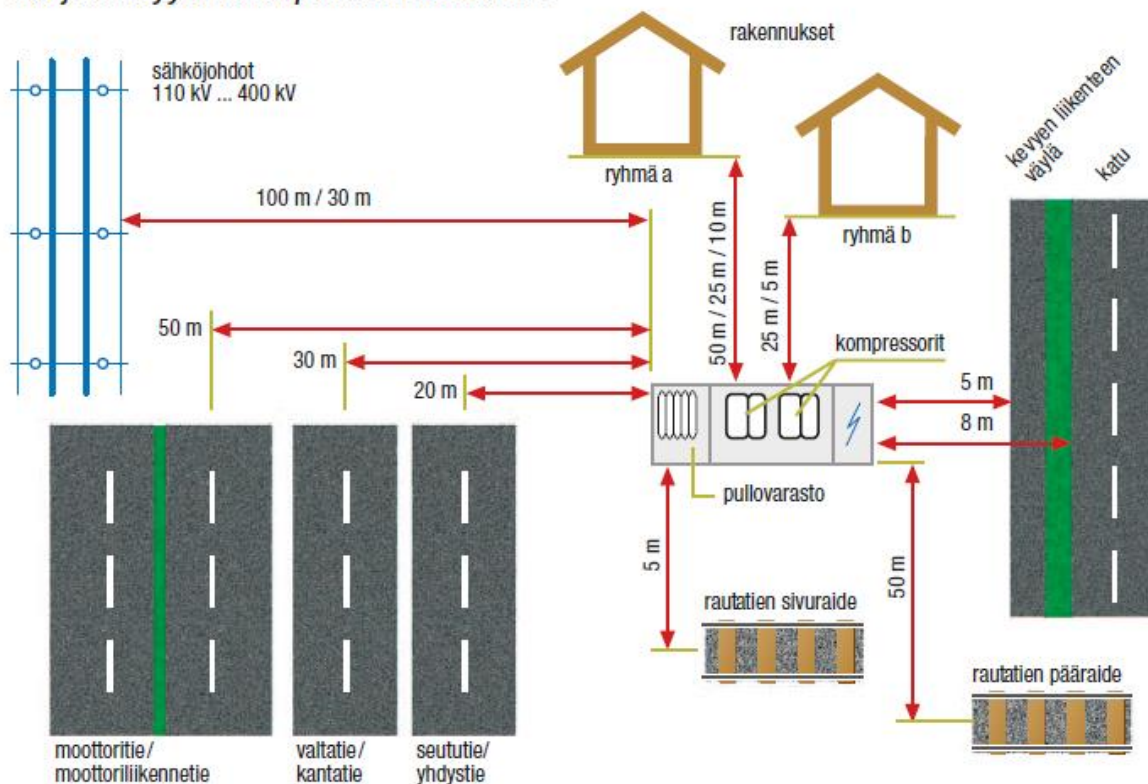 sähköjohdot
110 kV ... 400 kV
rakennukset
kevyen liikenteen
väylä
katu
ryhmä a
ryhmä b
100 m / 30 m
50 m / 25 m / 10 m
25 m / 5 m
50 m
30 m
20 m
kompressorit
5 m
8 m
pullovarasto
5 m
50 m
rautatien sivuraide
rautatien pääraide
moottoritie/
moottoriliikennetie
valtatie/
kantatie
seututie/
yhdystie